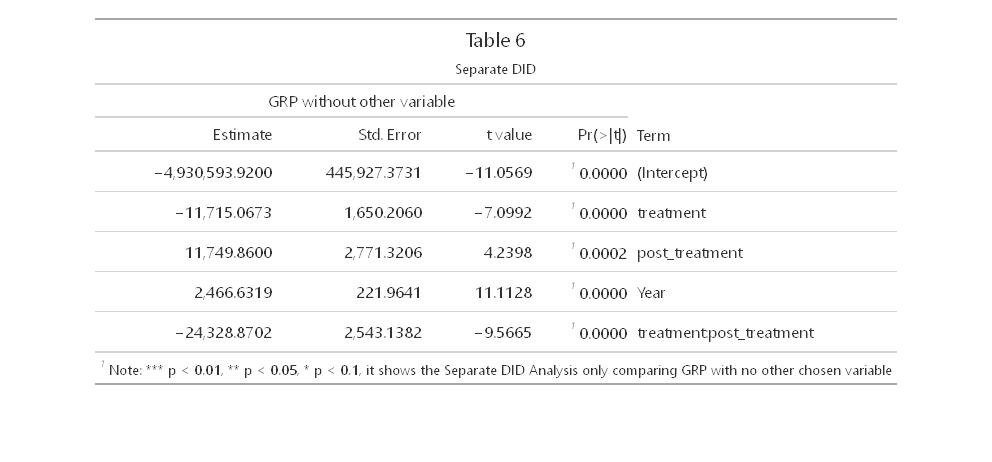 Table 6
Separate DID
GRP without other variable
Estimate Std. Error t value Pr(>|t|) Term
−4,930,593.9200 445,927.3731 −11.0569 1 0.0000 (Intercept)
−11,715.0673 1,650.2060 −7.0992 1 0.0000 treatment
11,749.8600 2,771.3206 4.2398 1 0.0002 post_treatment
2,466.6319 221.9641 11.1128 1 0.0000 Year
−24,328.8702 2,543.1382 −9.5665 1 0.0000 treatment:post_treatment
1 Note: *** p < 0.01, ** p < 0.05, * p < 0.1, it shows the Separate DID Analysis only comparing GRP with no other chosen variable